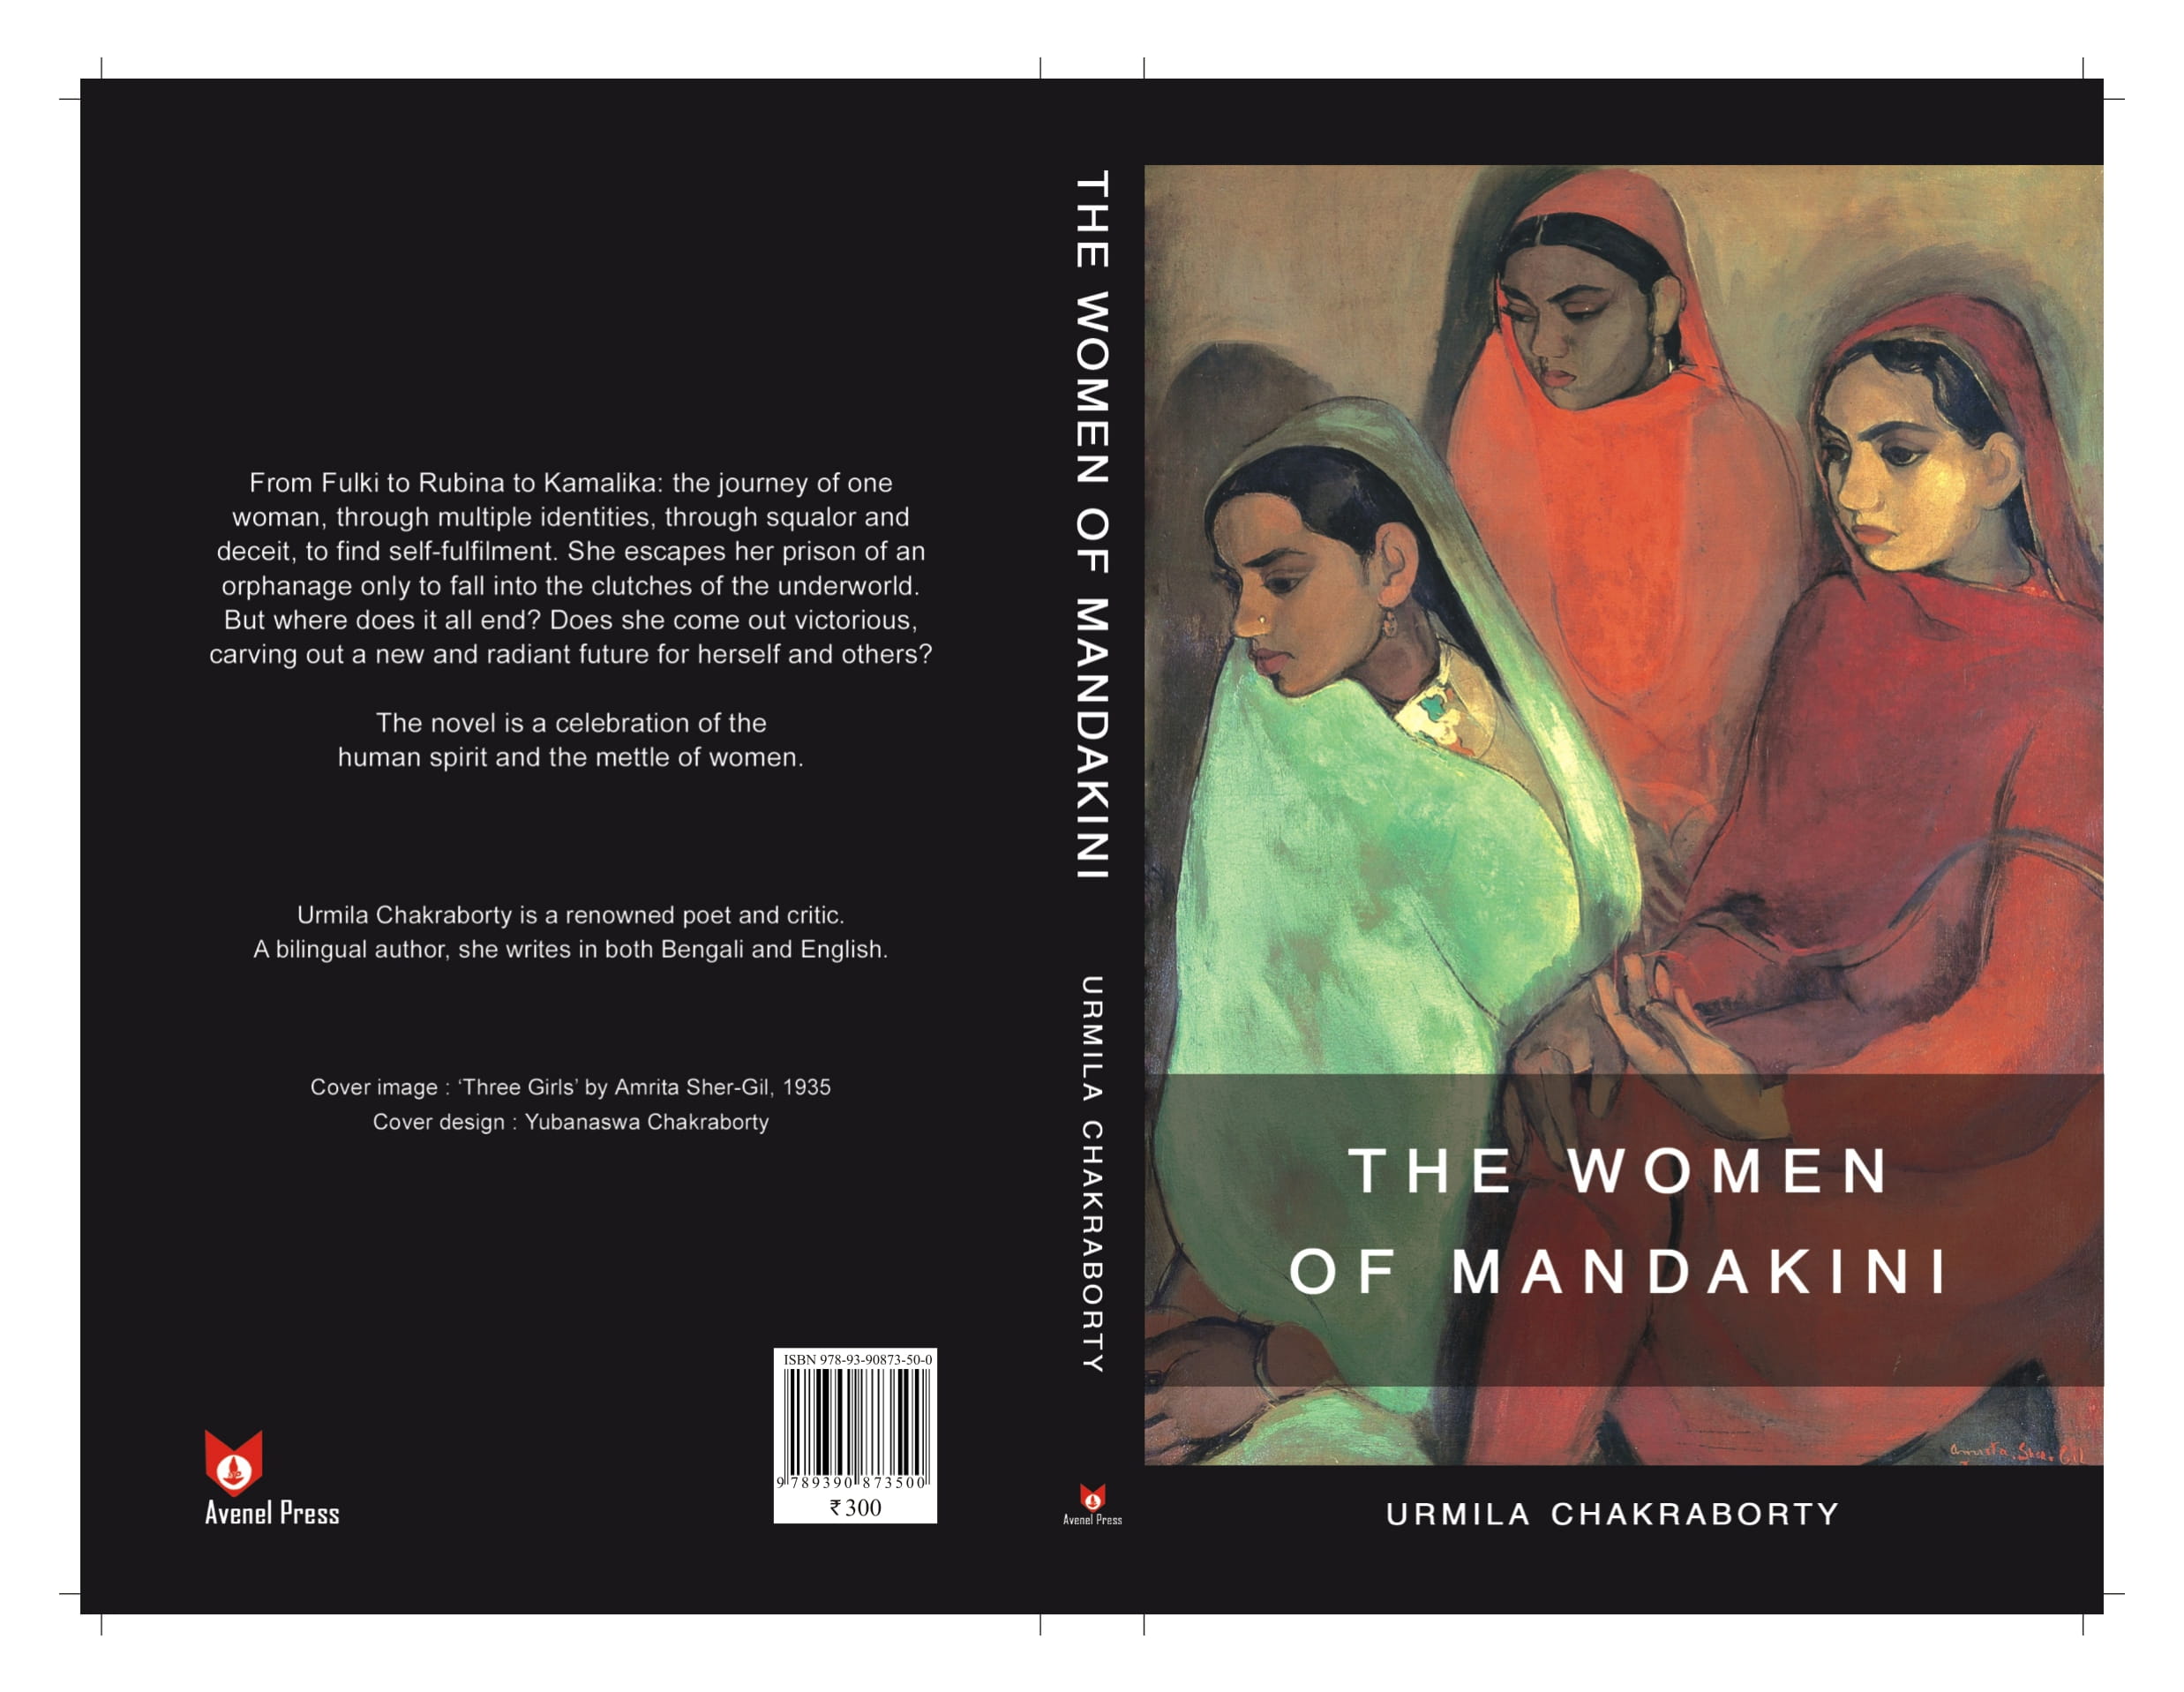 From Fulki to Rubina to Kamalika: the journey of one
woman, through multiple identities, through squalor and
deceit, to find self-fulfilment. She escapes her prison of an
orphanage only to fall into the clutches of the underworld.
But where does it all end? Does she come out victorious,
carving out a new and radiant future for herself and others?
The novel is a celebration of the
human spirit and the mettle of women.
Urmila Chakraborty is a renowned poet and critic.
A bilingual author, she writes in both Bengali and English.
Cover image : ‘Three Girls’ by Amrita Sher-Gil, 1935
Cover design : Yubanaswa Chakraborty
Avenel Press
ISBN 978-93-90873-50-0
9 789390 873500
₹ 300
THE WOMEN OF MANDAKINI
URMILA CHAKRABORTY
Avenel Press
THE WOMEN
OF MANDAKINI
Amrita Sher Gil
URMILA CHAKRABORTY